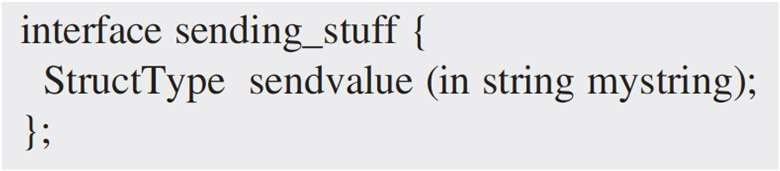 interface sending_stuff {
StructType sendvalue (in string mystring);
};